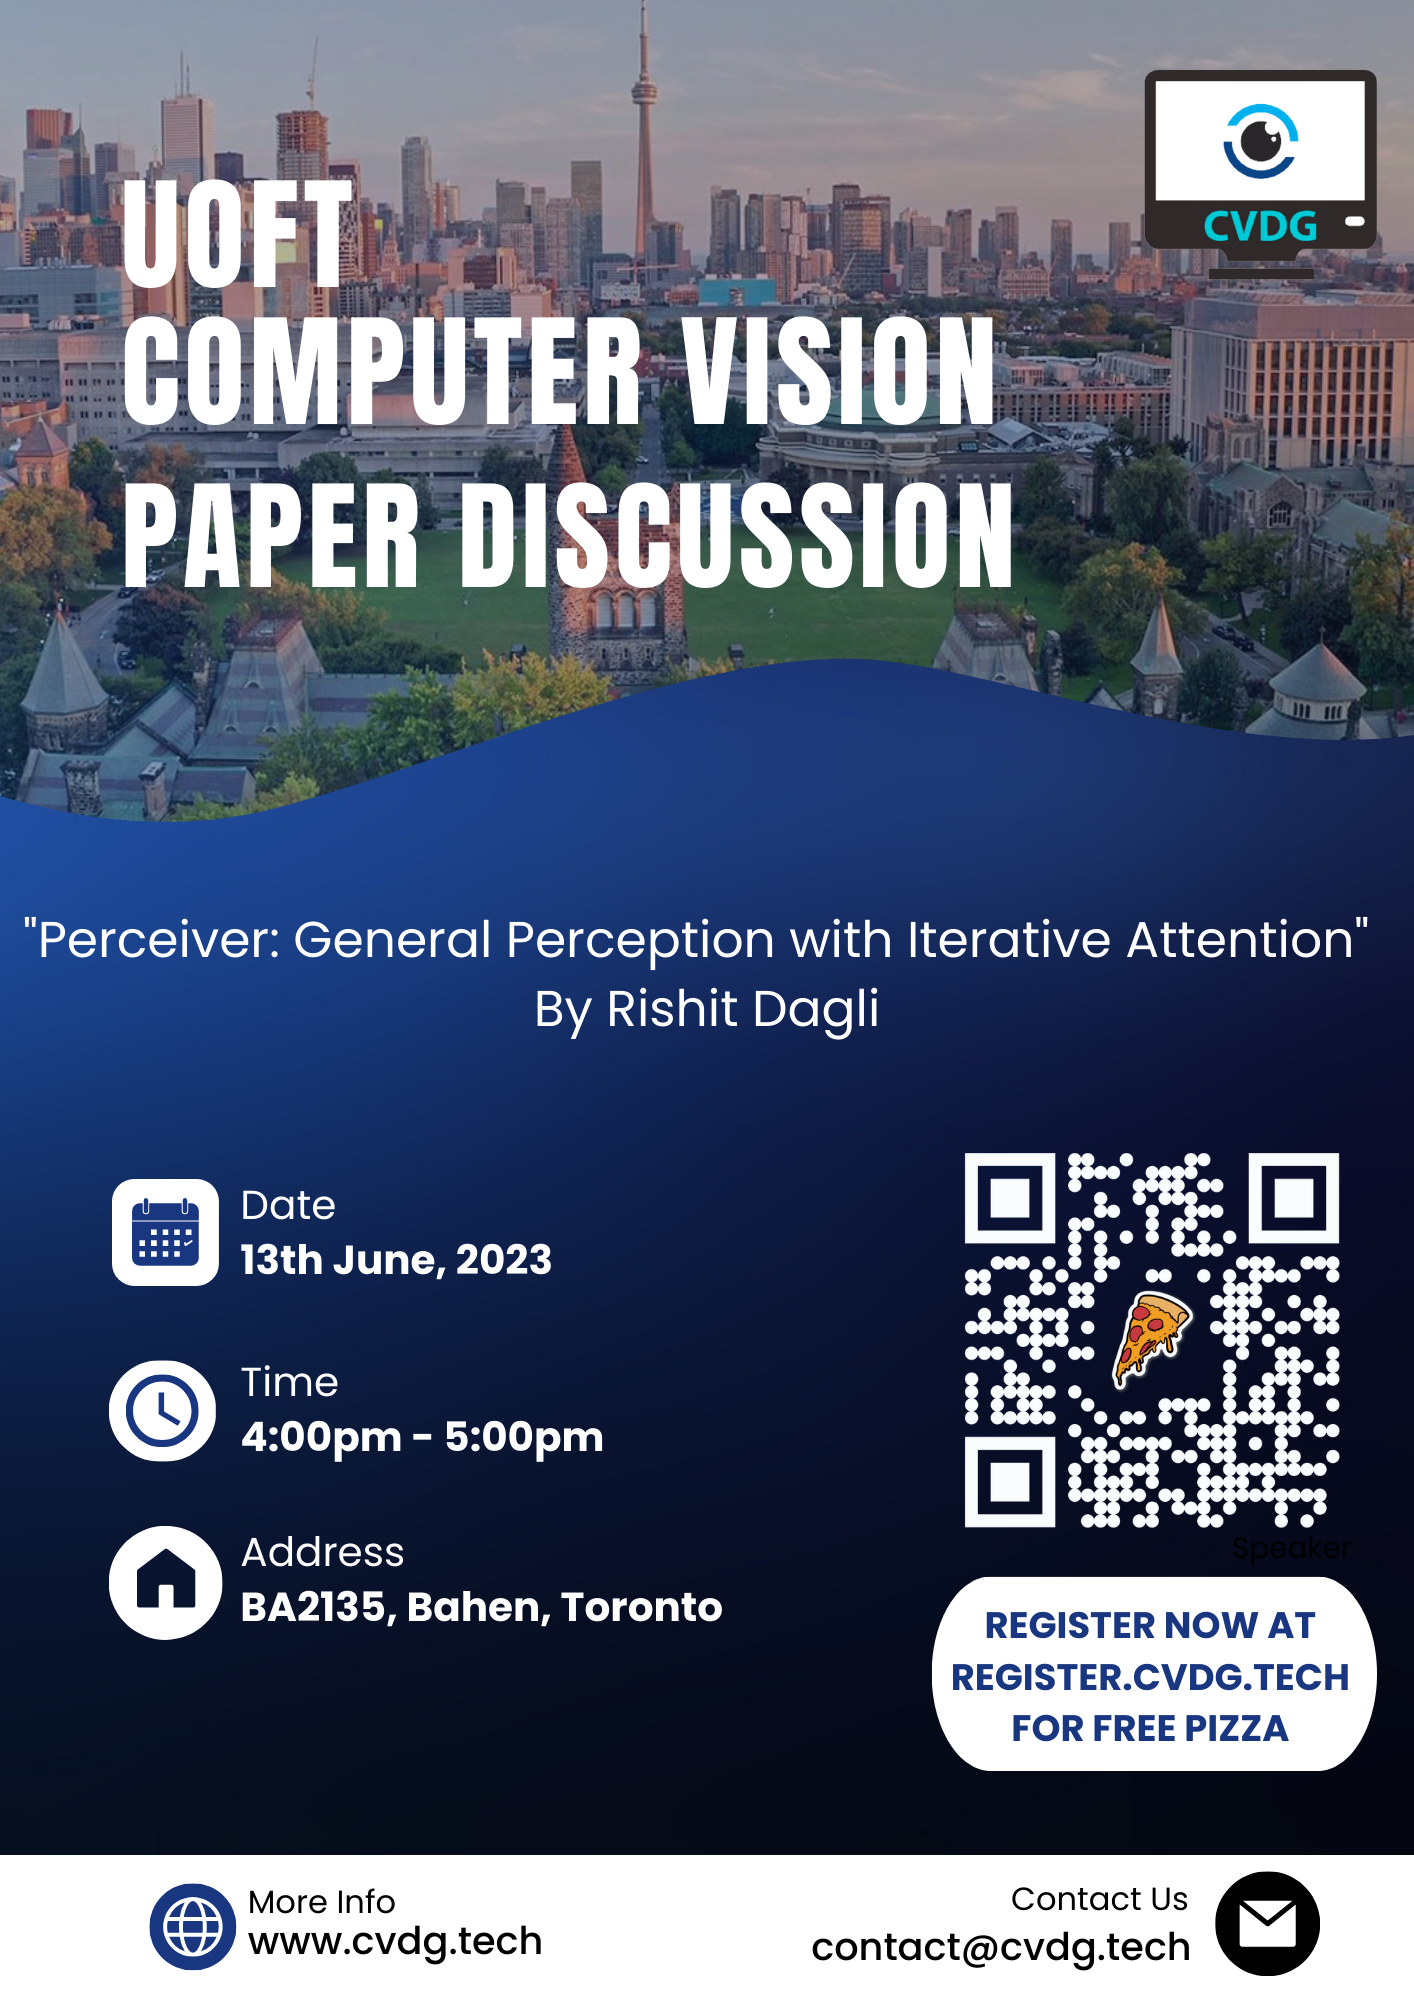 CVDG
UOFT
COMPUTER VISION
PAPER DISCUSSION
"Perceiver: General Perception with Iterative Attention"
By Rishit Dagli
Date
13th June, 2023
Time
4:00pm - 5:00pm
Address
BA2135, Bahen, Toronto
Speaker
REGISTER NOW AT
REGISTER.CVDG.TECH
FOR FREE PIZZA
More Info
www.cvdg.tech
Contact Us
contact@cvdg.tech